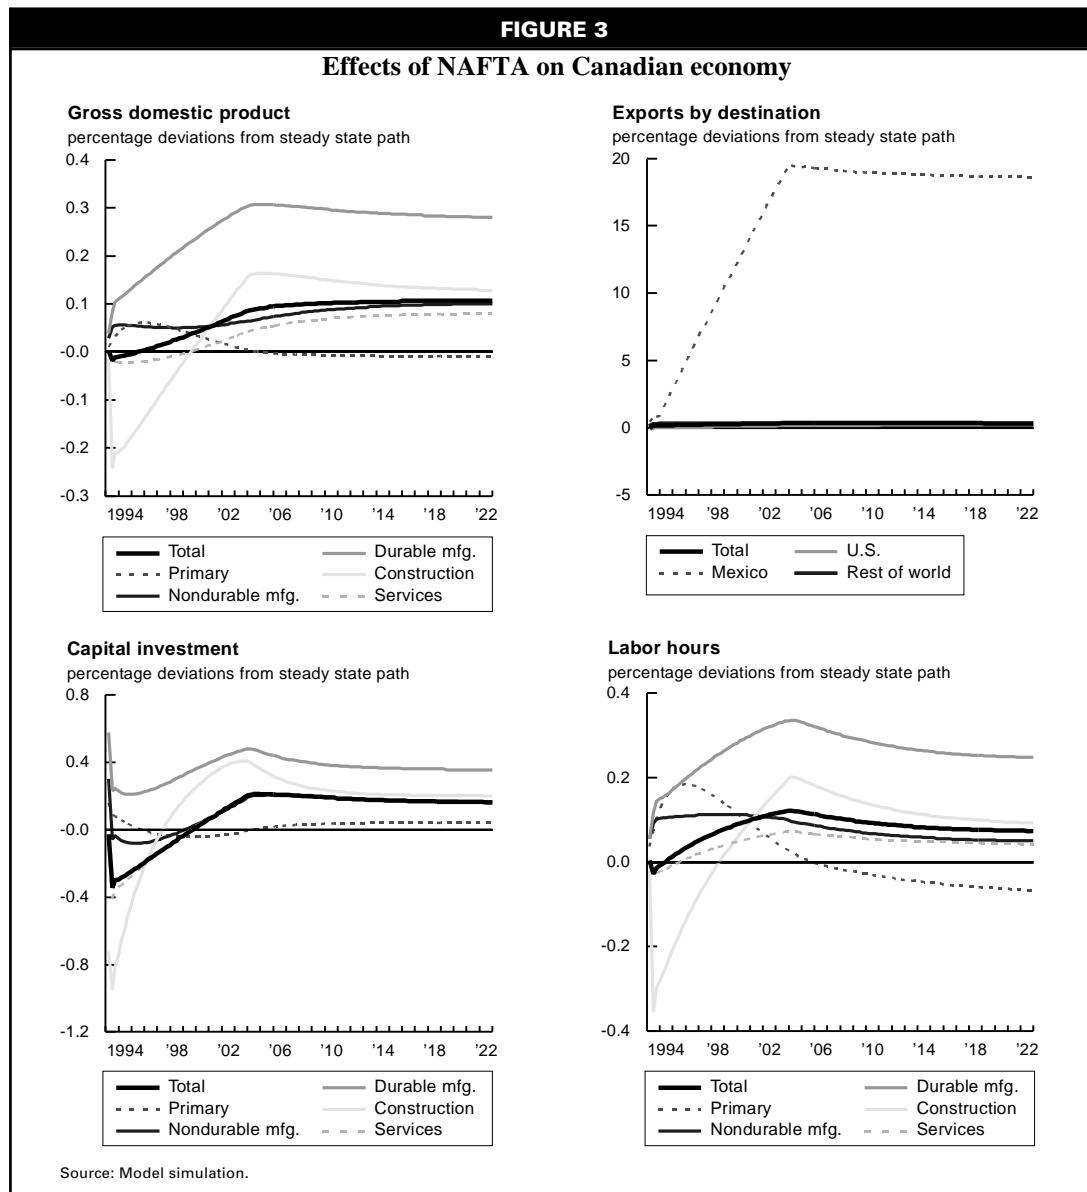 FIGURE 3
Effects of NAFTA on Canadian economy
Gross domestic product
percentage deviations from steady state path
0.4
0.3
0.2
0.1
-0.0
-0.1
-0.2
-0.3
1994 '98 '02 '06 '10 '14 '18 '22
Total
Durable mfg.
Primary
Construction
Nondurable mfg.
Services
Exports by destination
percentage deviations from steady state path
20
15
10
5
0
-5
1994 '98 '02 '06 '10 '14 '18 '22
Total
U.S.
Mexico
Rest of world
Capital investment
percentage deviations from steady state path
0.8
0.4
-0.0
-0.4
-0.8
-1.2
1994 '98 '02 '06 '10 '14 '18 '22
Total
Durable mfg.
Primary
Construction
Nondurable mfg.
Services
Labor hours
percentage deviations from steady state path
0.4
0.2
0.0
-0.2
-0.4
1994 '98 '02 '06 '10 '14 '18 '22
Total
Durable mfg.
Primary
Construction
Nondurable mfg.
Services
Source: Model simulation.